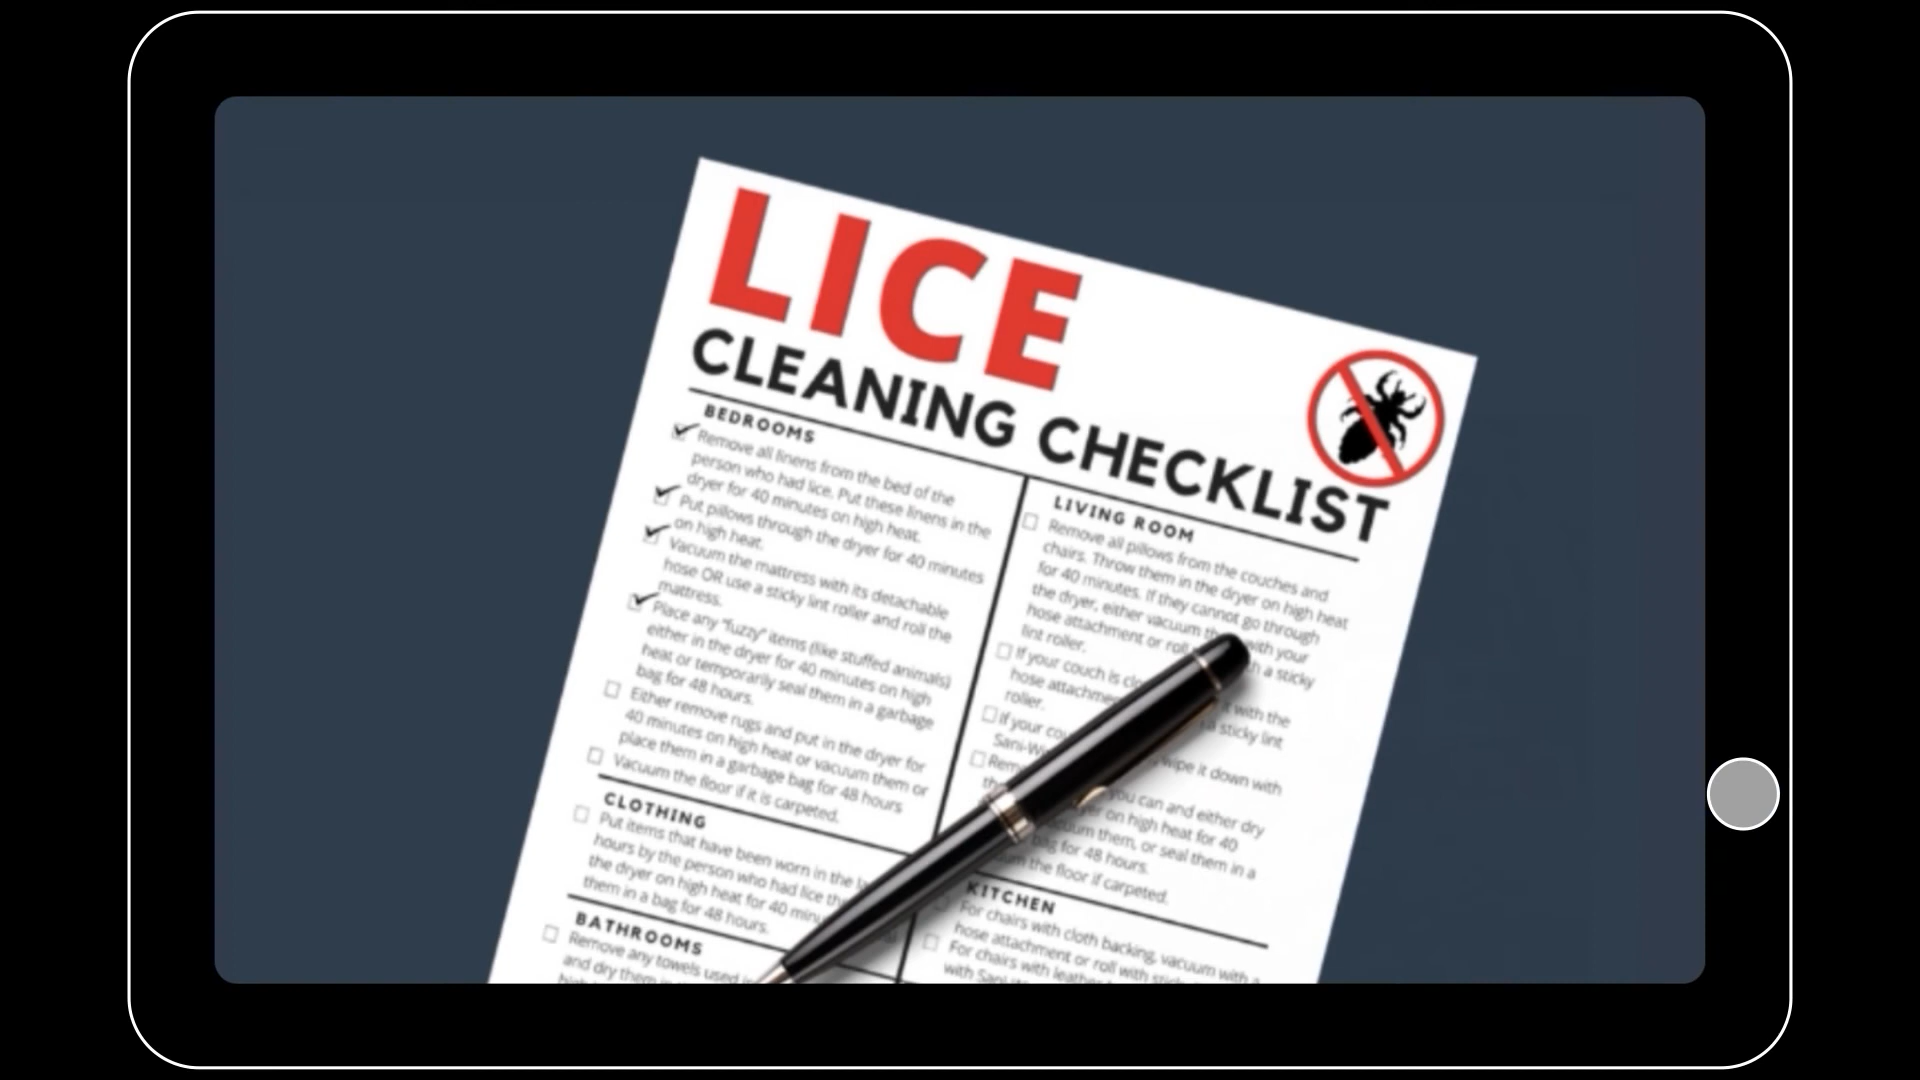 LICE
CLEANING CHECKLIST
BEDROOMS
Remove all linens from the bed of the
person who had lice. Put these linens in the
dryer for 40 minutes on high heat.
Put pillows through the dryer for 40 minutes
on high heat.
Vacuum the mattress with its detachable
hose OR use a sticky lint roller and roll the
mattress.
Place any "fuzzy" items (like stuffed animals)
either in the dryer for 40 minutes on high
heat or temporarily seal them in a garbage
bag for 48 hours.
Either remove rugs and put in the dryer for
40 minutes on high heat or vacuum them or
place them in a garbage bag for 48 hours
Vacuum the floor if it is carpeted.
CLOTHING
Put items that have been worn in the
hours by the person who had lice
the dryer on high heat for 40
them in a bag for 48 hours.
BATHROOMS
Remove any towels used
and dry them
LIVING ROOM
Remove all pillows from the couches and
chairs. Throw them in the dryer on high heat
for 40 minutes. If they cannot go through
the dryer, either vacuum with your
hose attachment or roll a sticky
lint roller.
If your couch is with the
hose sticky lint
roller.
If your wipe it down with
you can and either dry
on high heat for 40
them, or seal them in a
bag for 48 hours.
the floor if carpeted.
KITCHEN
For chairs with cloth backing, vacuum with a
hose attachment or roll with
For chairs with leather
with